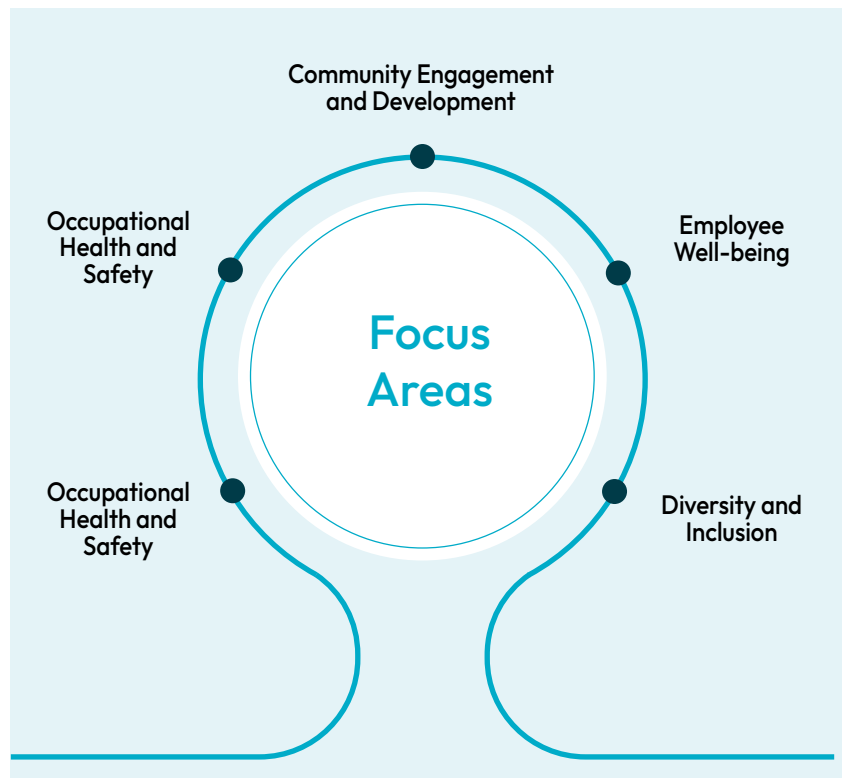 Community Engagement
and Development
Occupational
Health and
Safety
Employee
Well-being
Focus
Areas
Occupational
Health and
Safety
Diversity and
Inclusion